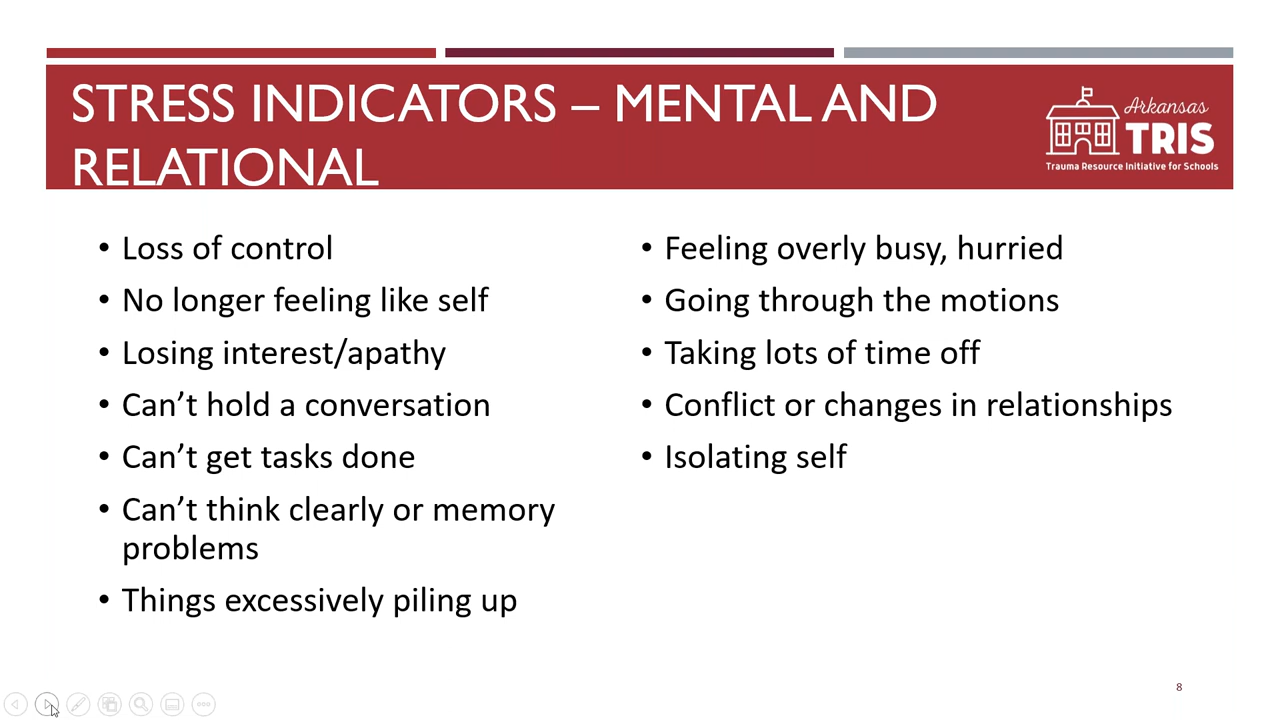 STRESS INDICATORS – MENTAL AND
RELATIONAL
Arkansas
TRIS
Trauma Resource Initiative for Schools
• Loss of control
• No longer feeling like self
• Losing interest/apathy
• Can’t hold a conversation
• Can’t get tasks done
• Can’t think clearly or memory
problems
• Things excessively piling up
• Feeling overly busy, hurried
• Going through the motions
• Taking lots of time off
• Conflict or changes in relationships
• Isolating self
8